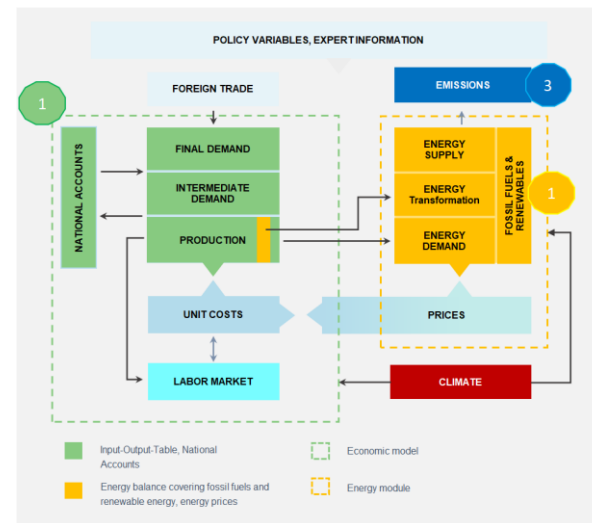 POLICY VARIABLES, EXPERT INFORMATION
FOREIGN TRADE
EMISSIONS
3
1
NATIONAL ACCOUNTS
FINAL DEMAND
INTERMEDIATE
DEMAND
PRODUCTION
ENERGY
SUPPLY
ENERGY
Transformation
ENERGY
DEMAND
FOSSIL FUELS &
RENEWABLES
1
UNIT COSTS
PRICES
LABOR MARKET
CLIMATE
Input-Output-Table, National
Accounts
Economic model
Energy balance covering fossil fuels and
renewable energy, energy prices
Energy module